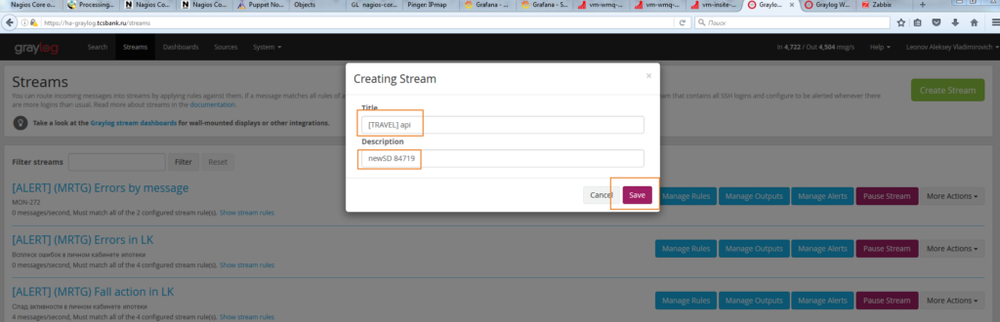 Nagios Core o...
Processing...
Nagios Co...
Nagios Co...
Puppet No...
Objects
GL nagios-cor...
Pinger IPmap
Grafana - ...
Grafana - S...
vm-wmq-...
vm-wmq-...
vm-insite-...
Graylo...
Graylog W...
Zabbix
https://ha-graylog.tcsbank.ru/streams
Поиск
graylog Search Streams Dashboards Sources System In 4,722 / Out 4,504 msg/s Help Leonov Aleksey Vladimirovich
Streams
You can route incoming messages into streams by applying rules against them. If a message matches all rules of a
em that contains all SSH logins and configure to be alerted whenever there
are more logins than usual. Read more about streams in the documentation.
Create Stream
Take a look at the Graylog stream dashboards for wall-mounted displays or other integrations.
Creating Stream ×
Title
[TRAVEL] api
Description
newSD 84719
Cancel Save
Filter streams Filter Reset
[ALERT] (MRTG) Errors by message
MON-272
0 messages/second, Must match all of the 2 configured stream rule(s). Show stream rules
Manage Rules Manage Outputs Manage Alerts Pause Stream More Actions
[ALERT] (MRTG) Errors in LK
Всплеск ошибок в личном кабинете ипотеки
0 messages/second, Must match all of the 4 configured stream rule(s). Show stream rules
Manage Rules Manage Outputs Manage Alerts Pause Stream More Actions
[ALERT] (MRTG) Fall action in LK
Спад активности в личном кабинете ипотеки
4 messages/second, Must match all of the 4 configured stream rule(s). Show stream rules
Manage Rules Manage Outputs Manage Alerts Pause Stream More Actions